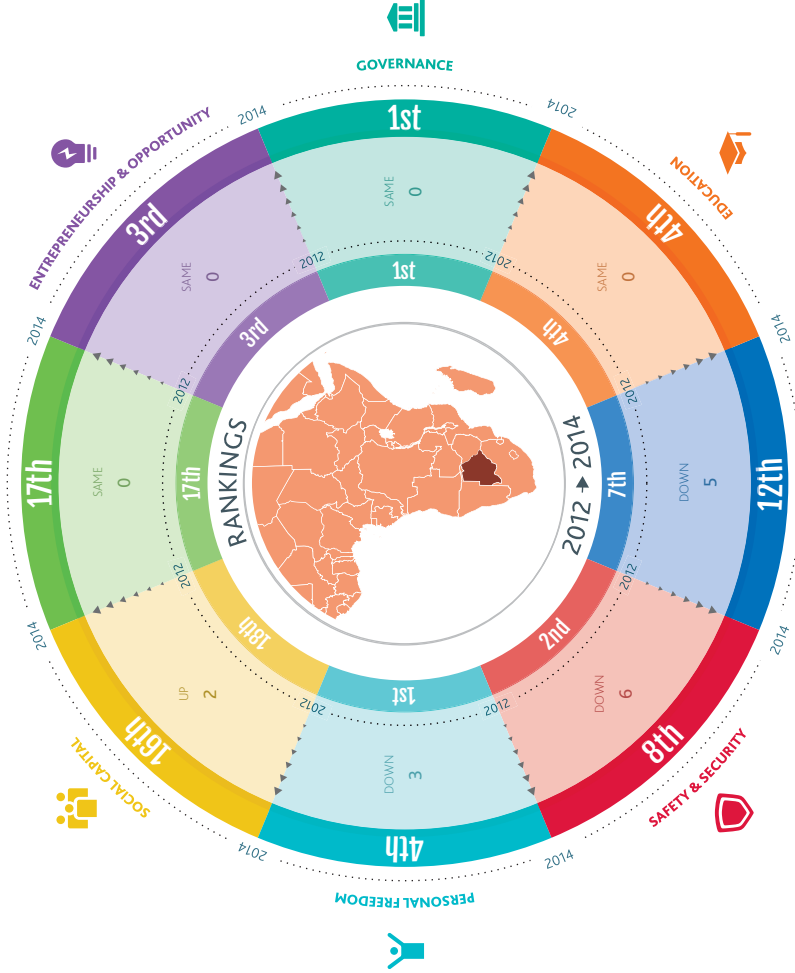 GOVERNANCE
2014
1st
SAME
0
2012
1st
EDUCATION
2014
4th
SAME
0
2012
4th
2014
12th
DOWN
5
2012
7th
SAFETY & SECURITY
2014
8th
DOWN
6
2012
2nd
PERSONAL FREEDOM
2014
4th
DOWN
3
2012
1st
SOCIAL CAPITAL
2014
16th
UP
2
2012
18th
2014
17th
SAME
0
2012
17th
ENTREPRENEURSHIP & OPPORTUNITY
2014
3rd
SAME
0
2012
3rd
RANKINGS
2012 ➔ 2014